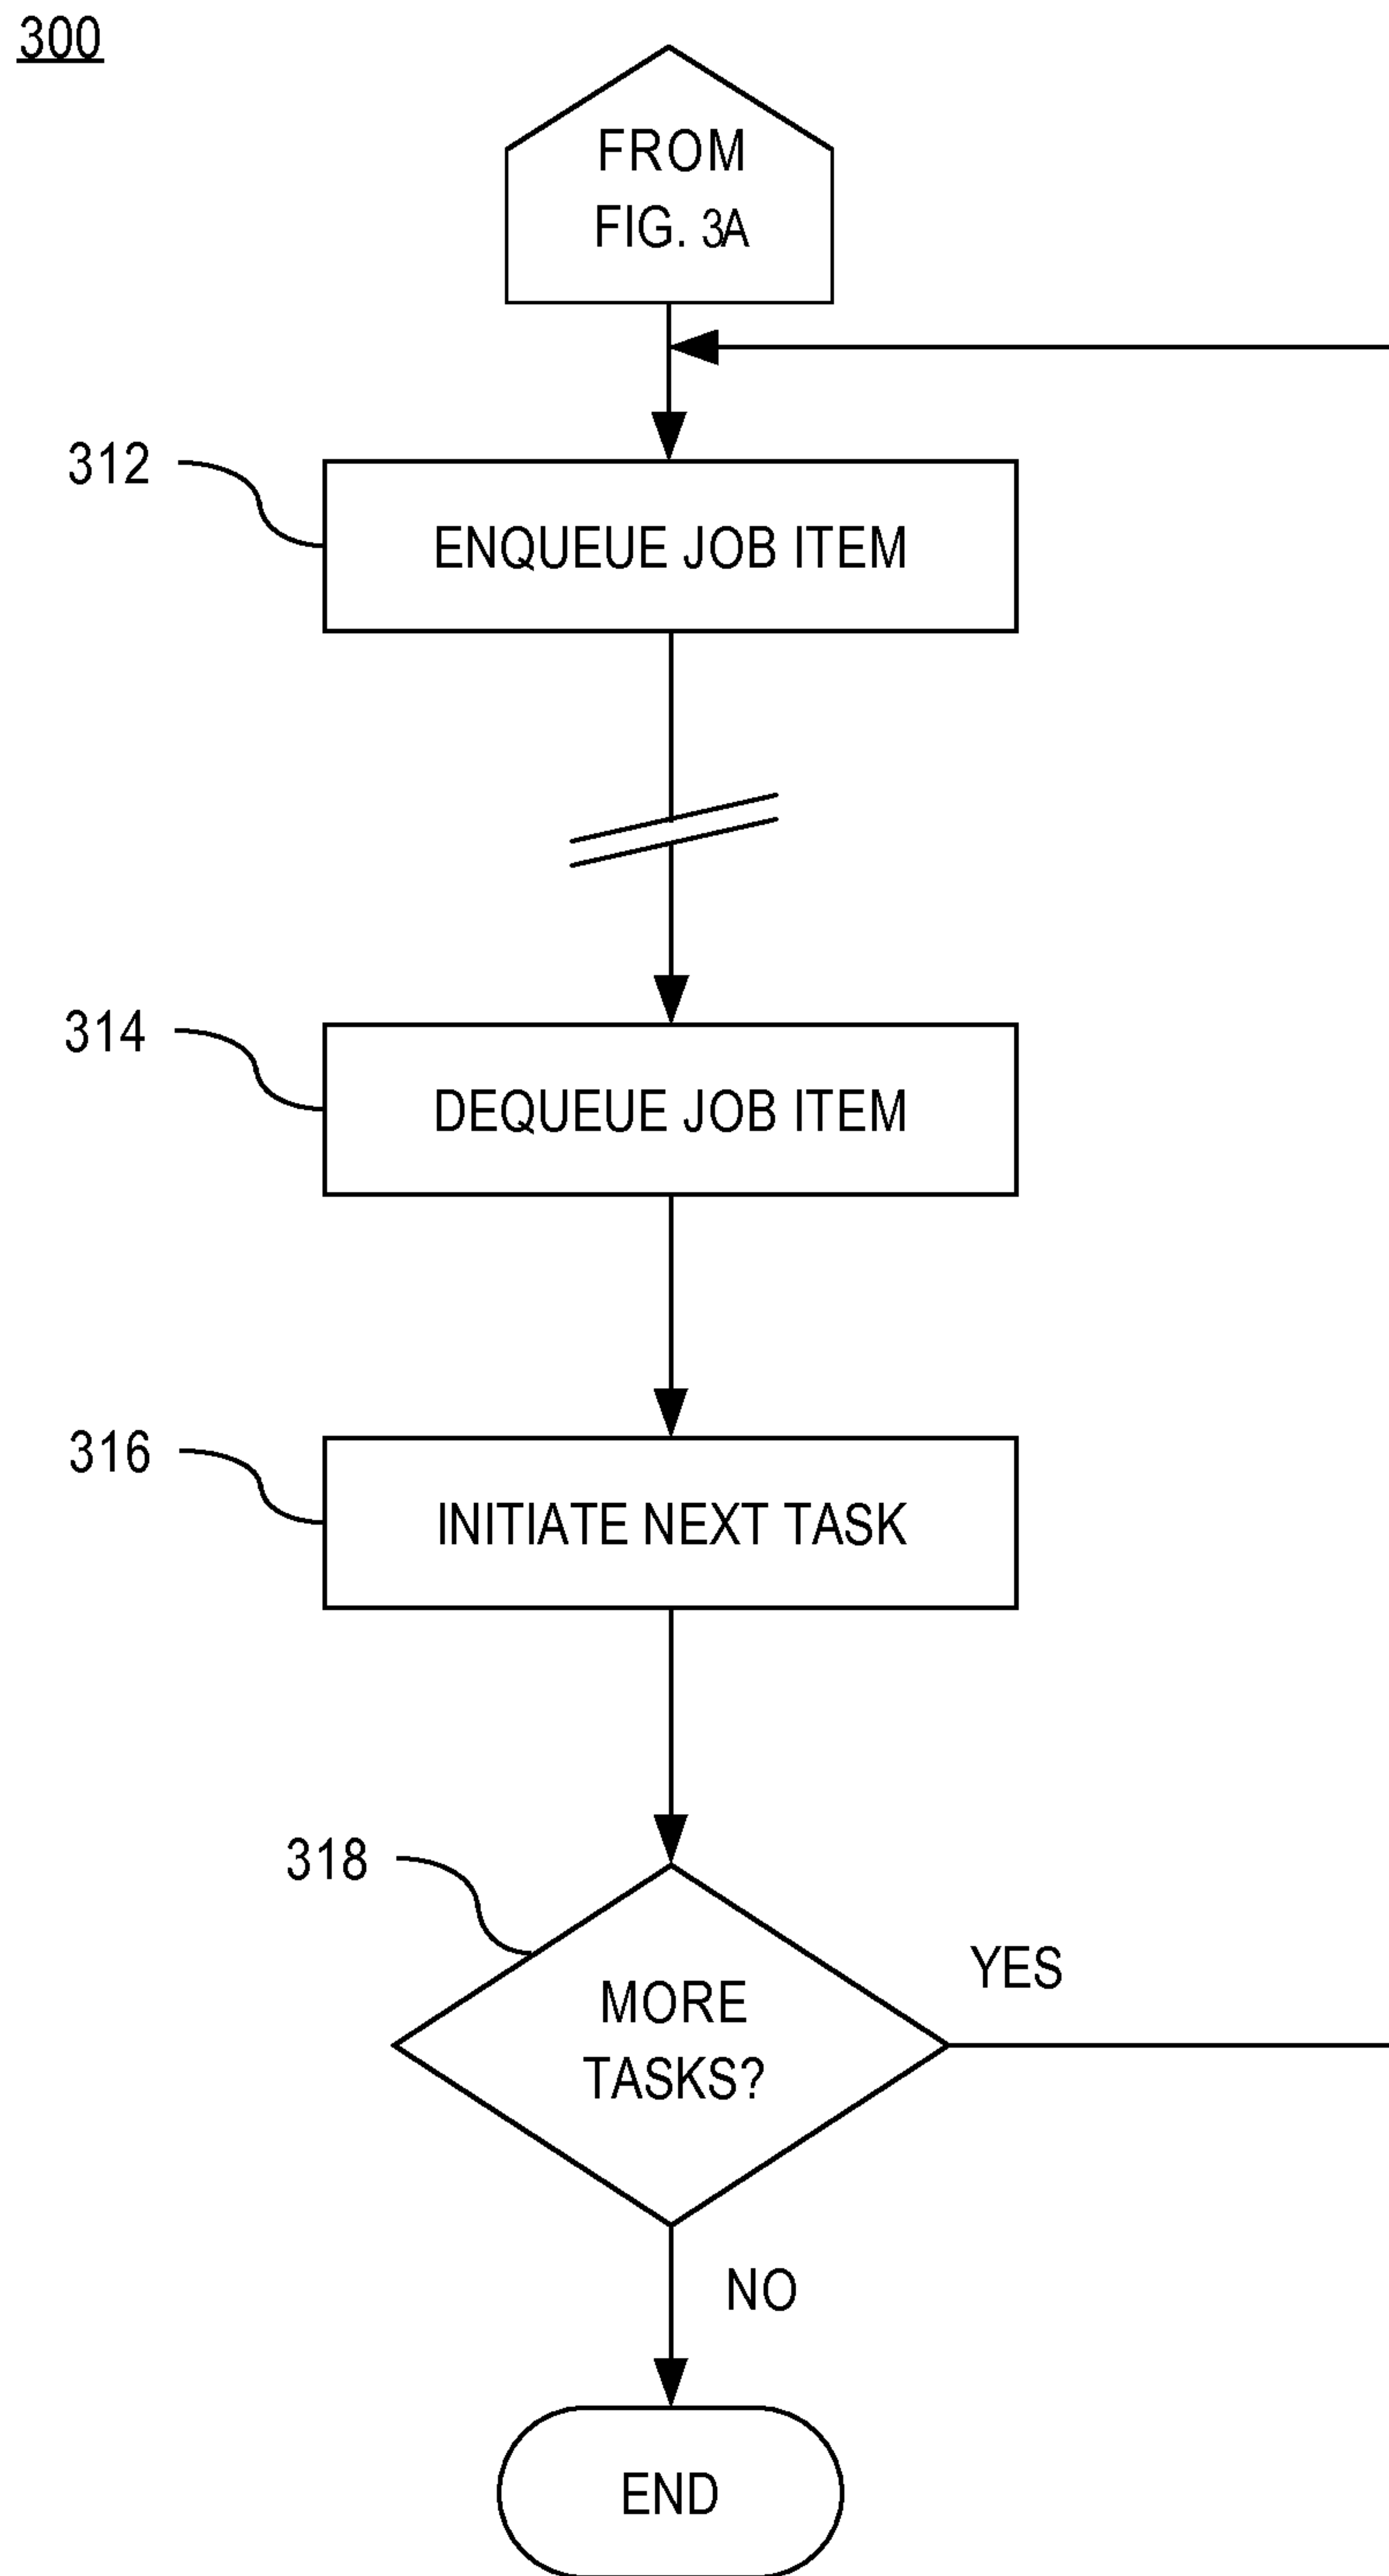 300
FROM
FIG. 3A
312
ENQUEUE JOB ITEM
314
DEQUEUE JOB ITEM
316
INITIATE NEXT TASK
318
MORE
TASKS?
YES
NO
END